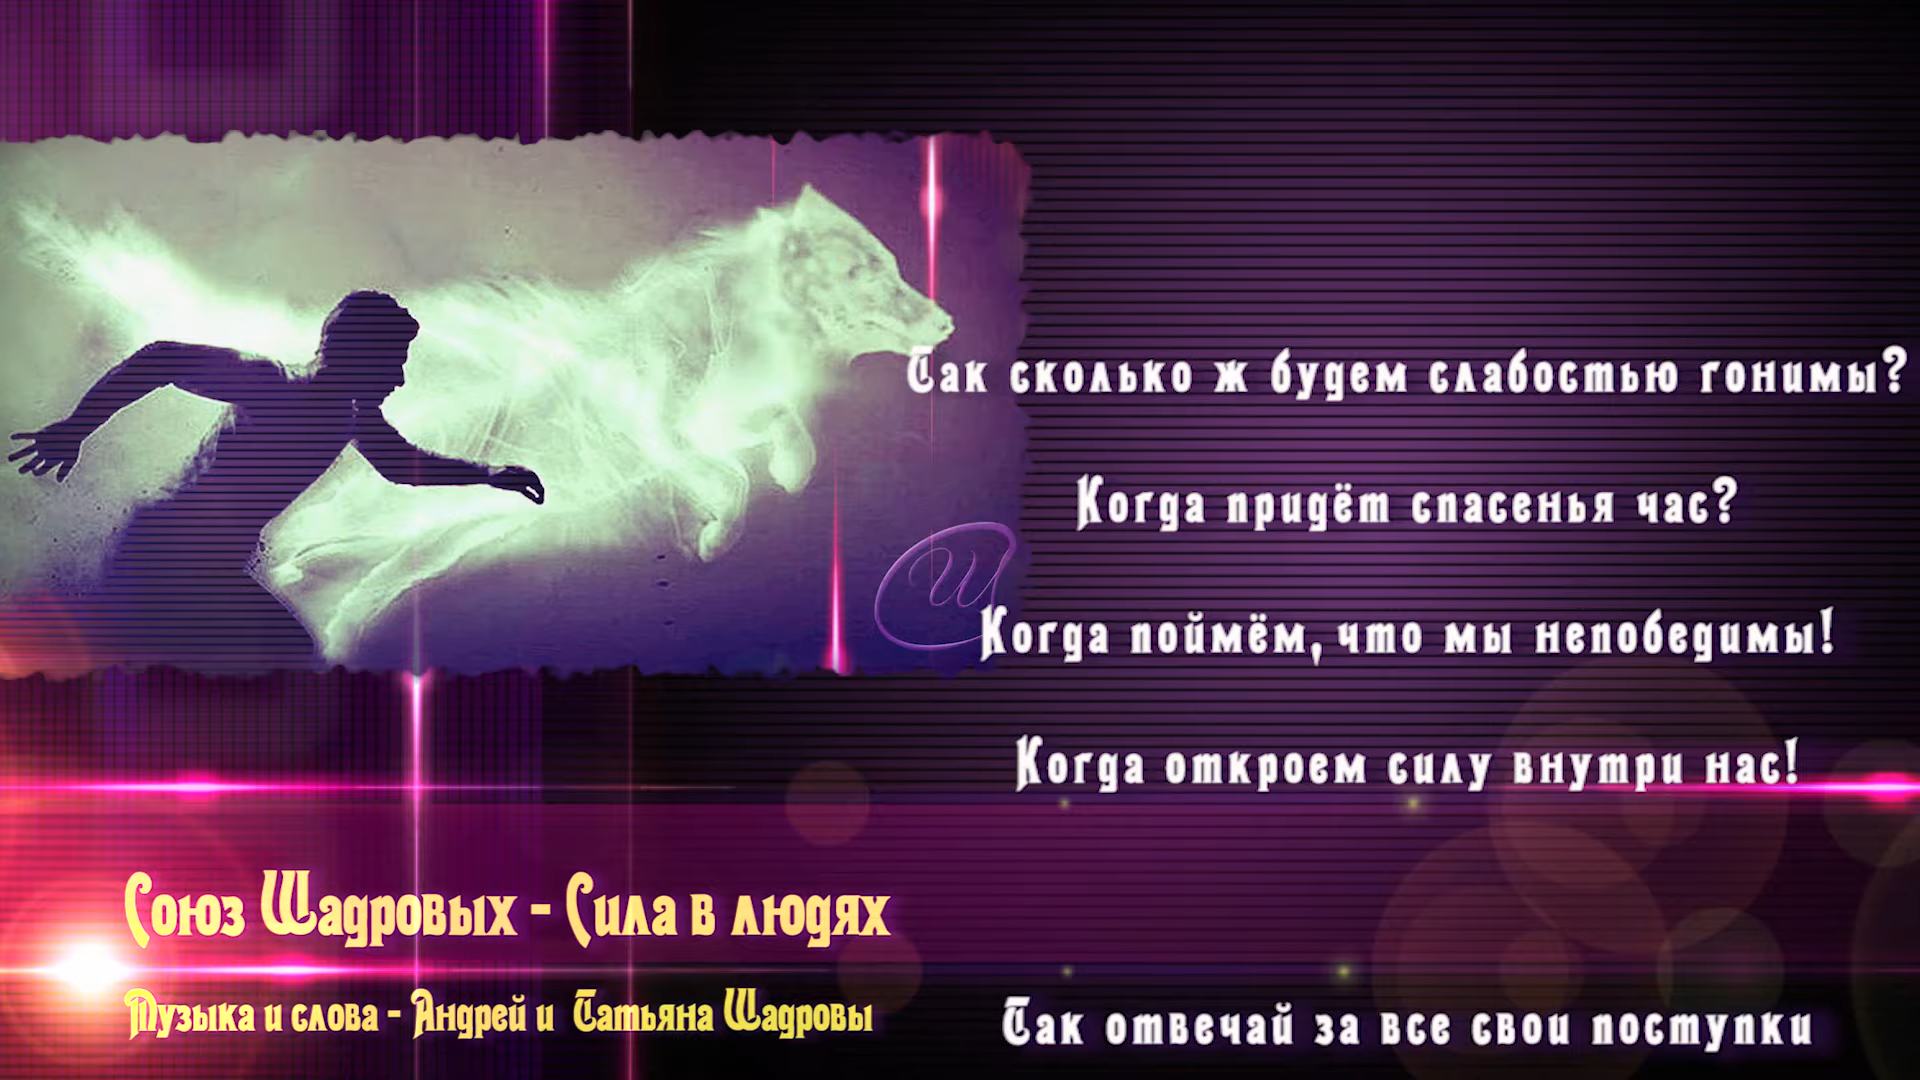 Так сколько ж будем слабостью гонимы?
Когда придёт спасенья час?
Ш
Когда поймём, что мы непобедимы!
Когда откроем силу внутри нас!
Союз Шадровых - Сила в людях
Музыка и слова - Андрей и Татьяна Шадровы
Так отвечай за все свои поступки